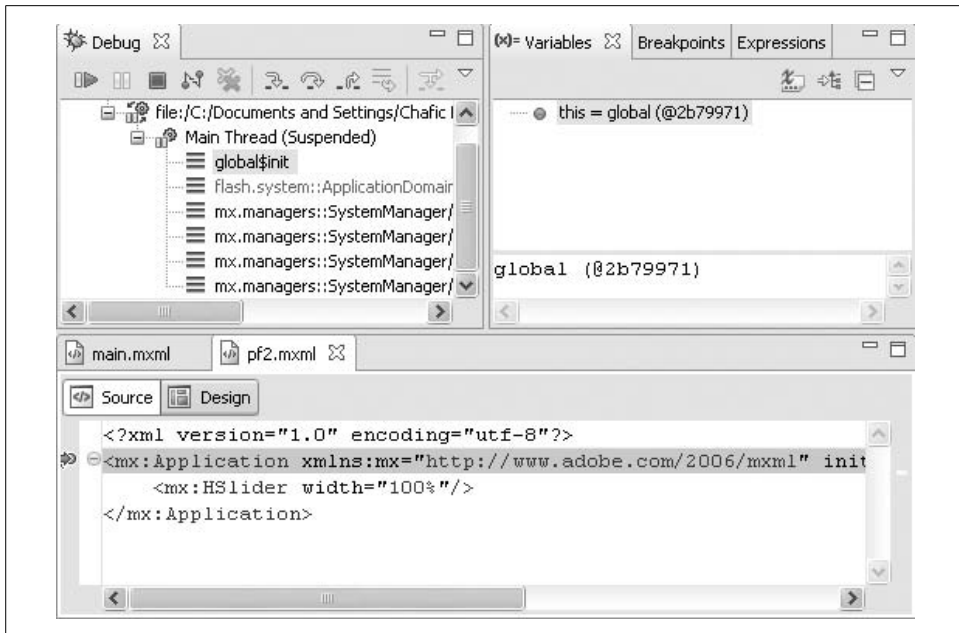 Debug
(x)= Variables Breakpoints Expressions
file:/C:/Documents and Settings/Chafic
Main Thread (Suspended)
global$init
flash.system::ApplicationDomain
mx.managers::SystemManager/
mx.managers::SystemManager/
mx.managers::SystemManager/
mx.managers::SystemManager/
this = global (@2b79971)
global (@2b79971)
main.mxml pf2.mxml
Source Design
<?xml version="1.0" encoding="utf-8"?>
<mx:Application xmlns:mx="http://www.adobe.com/2006/mxml" init
<mx:HSlider width="100%"/>
</mx:Application>